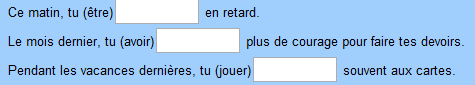 Ce matin, tu (être) en retard.
Le mois dernier, tu (avoir) plus de courage pour faire tes devoirs.
Pendant les vacances dernières, tu (jouer) souvent aux cartes.